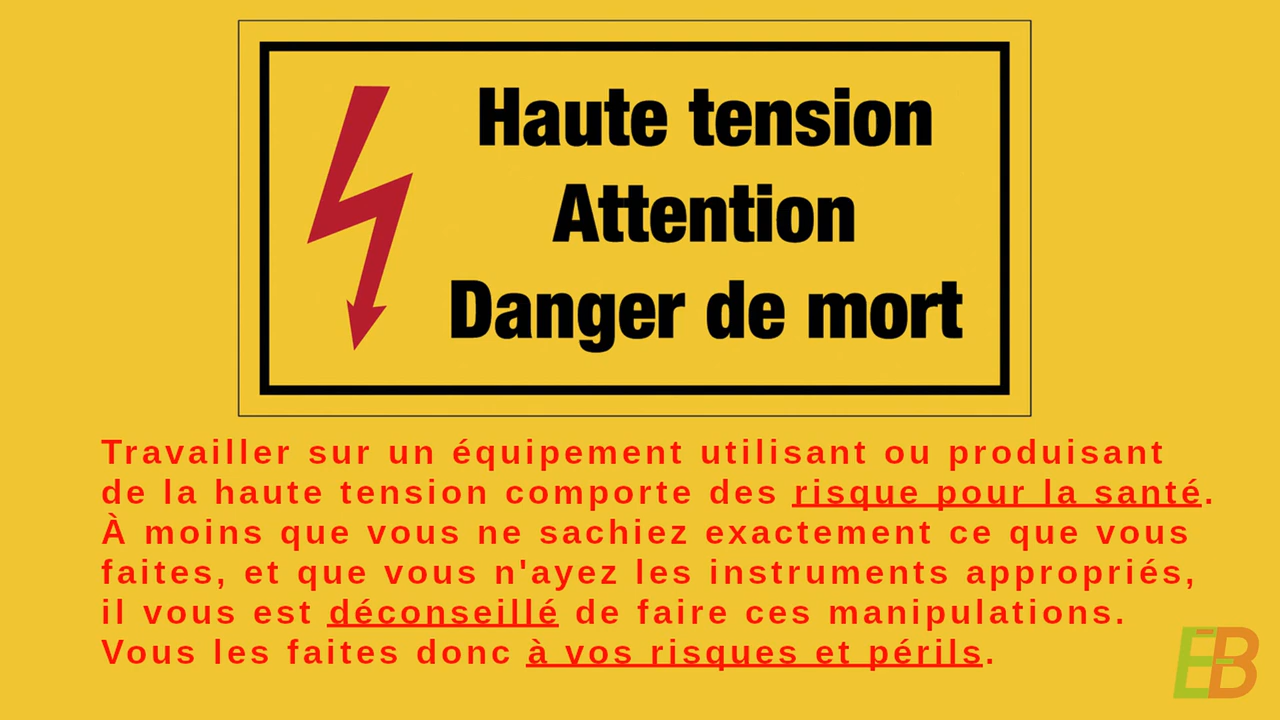 Haute tension
Attention
Danger de mort
Travailler sur un équipement utilisant ou produisant
de la haute tension comporte des risque pour la santé.
À moins que vous ne sachiez exactement ce que vous
faites, et que vous n'ayez les instruments appropriés,
il vous est déconseillé de faire ces manipulations.
Vous les faites donc à vos risques et périls.
ÉB